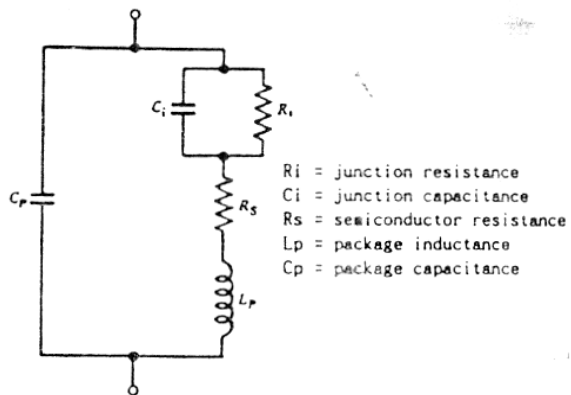 Ci
Ri
Cp
Rs
Lp
Ri = junction resistance
Ci = junction capacitance
Rs = semiconductor resistance
Lp = package inductance
Cp = package capacitance